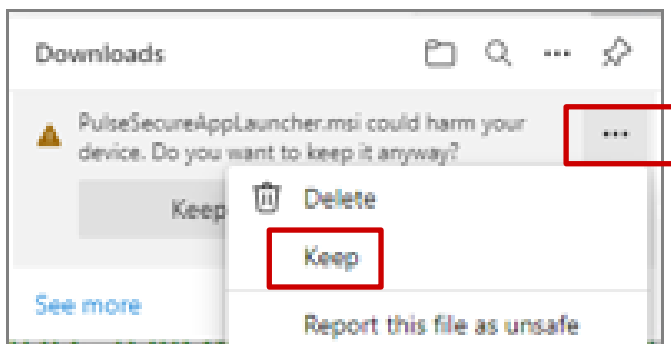 Downloads
PulseSecureAppLauncher.msi could harm your
device. Do you want to keep it anyway?
Keep
Delete
Keep
See more
Report this file as unsafe